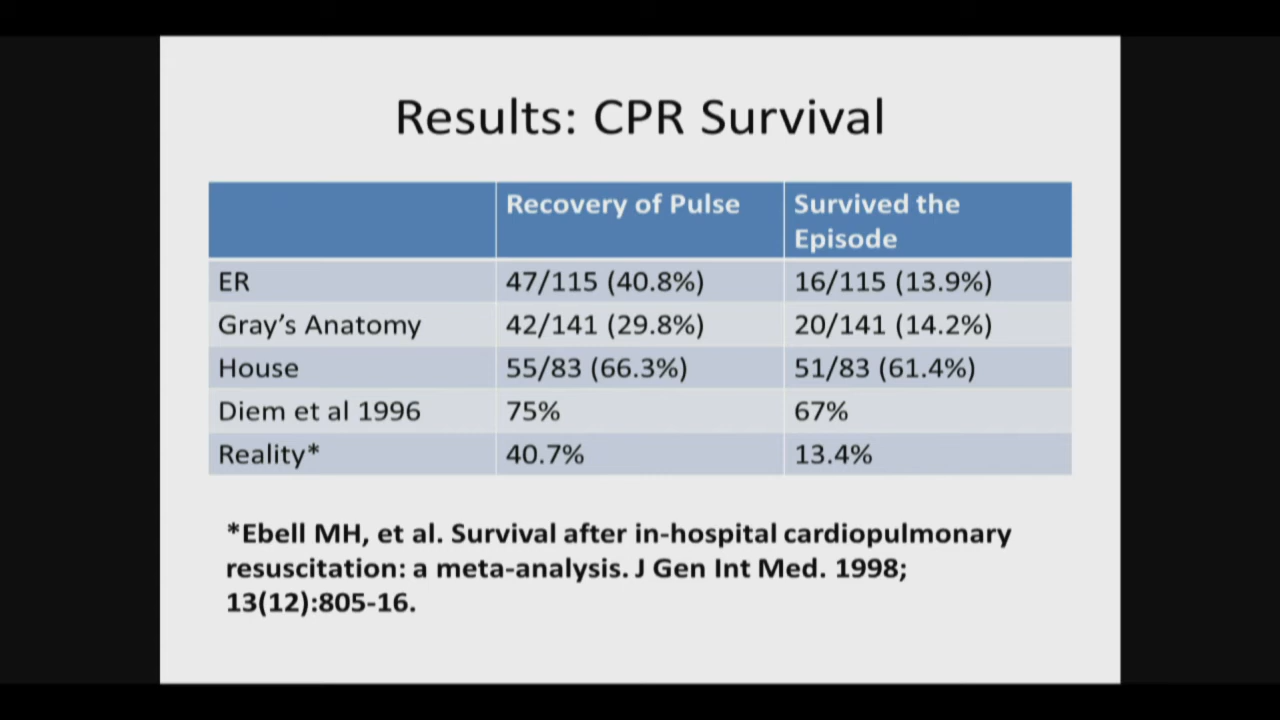 Results: CPR Survival
Recovery of Pulse
Survived the
Episode
ER 47/115 (40.8%) 16/115 (13.9%)
Gray’s Anatomy 42/141 (29.8%) 20/141 (14.2%)
House 55/83 (66.3%) 51/83 (61.4%)
Diem et al 1996 75% 67%
Reality* 40.7% 13.4%
*Ebell MH, et al. Survival after in-hospital cardiopulmonary
resuscitation: a meta-analysis. J Gen Int Med. 1998;
13(12):805-16.